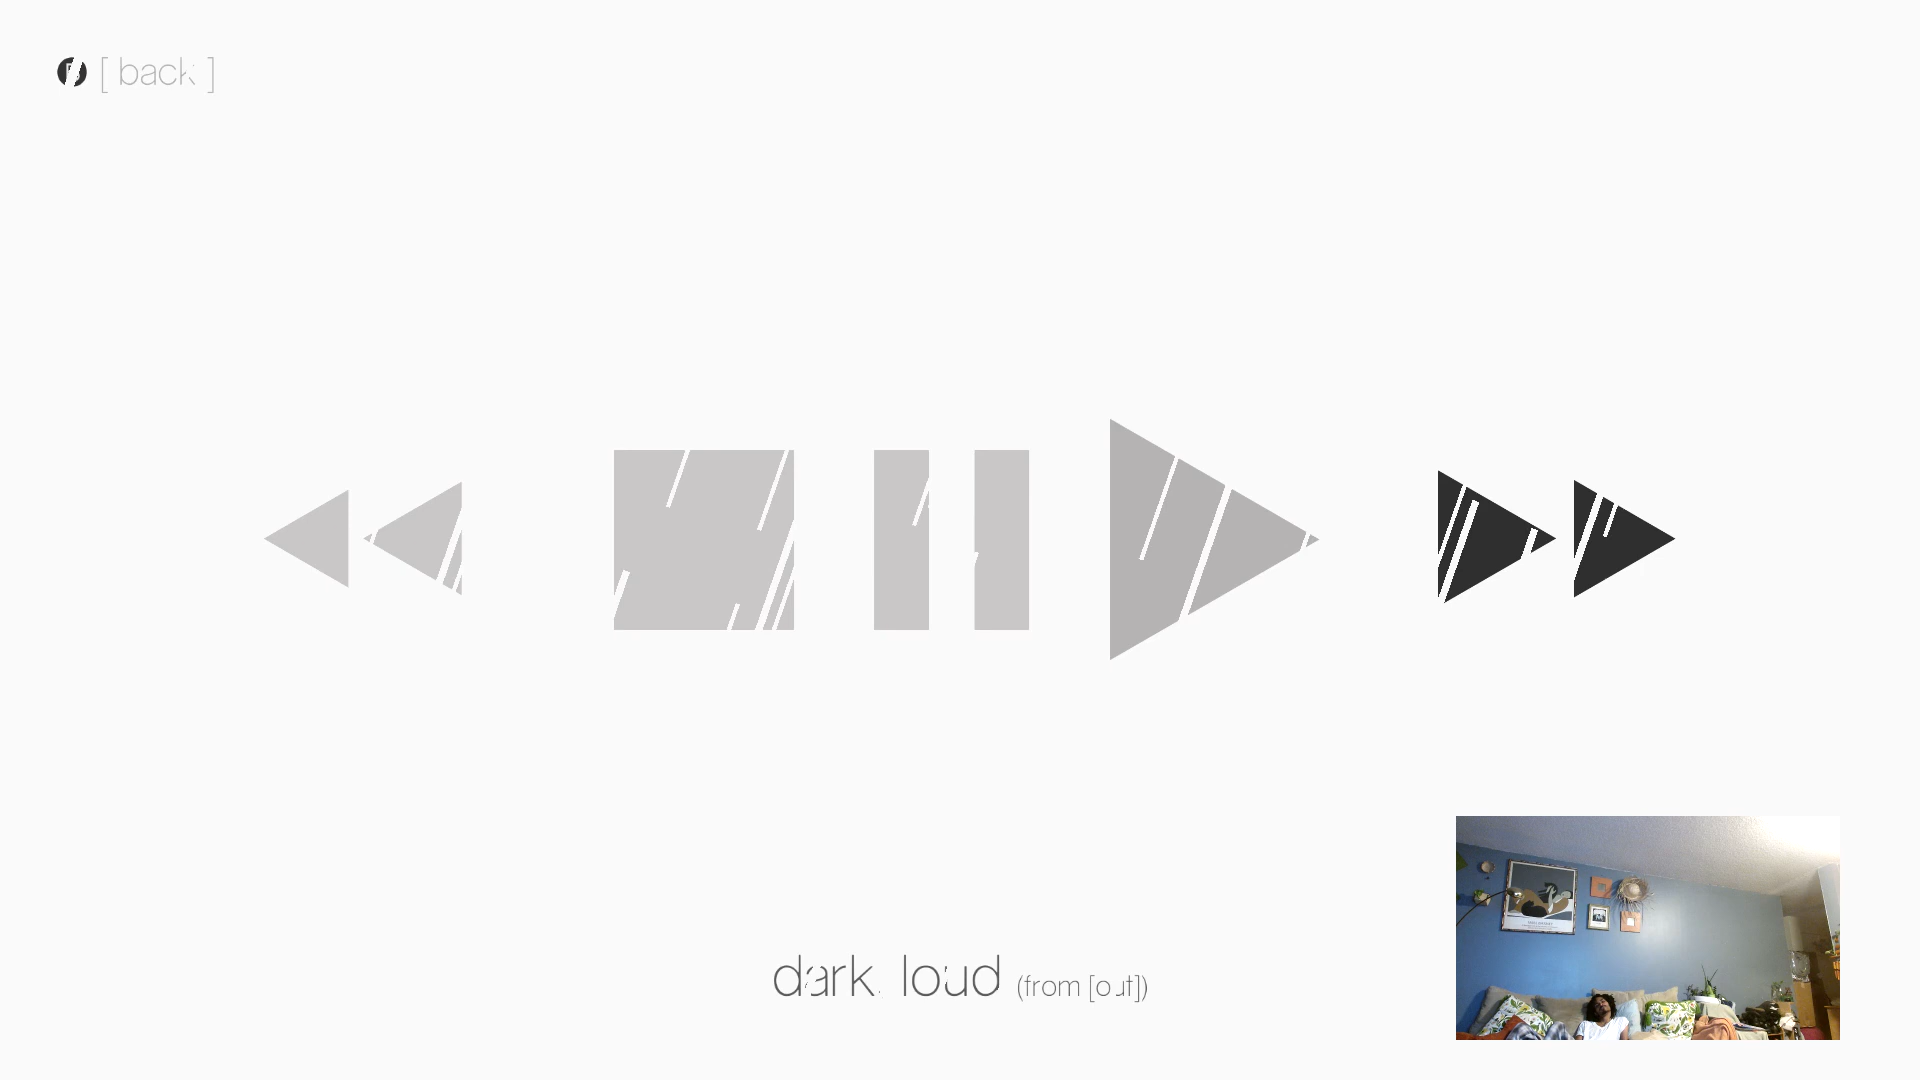 [ back ]
dark, loud (from [out])